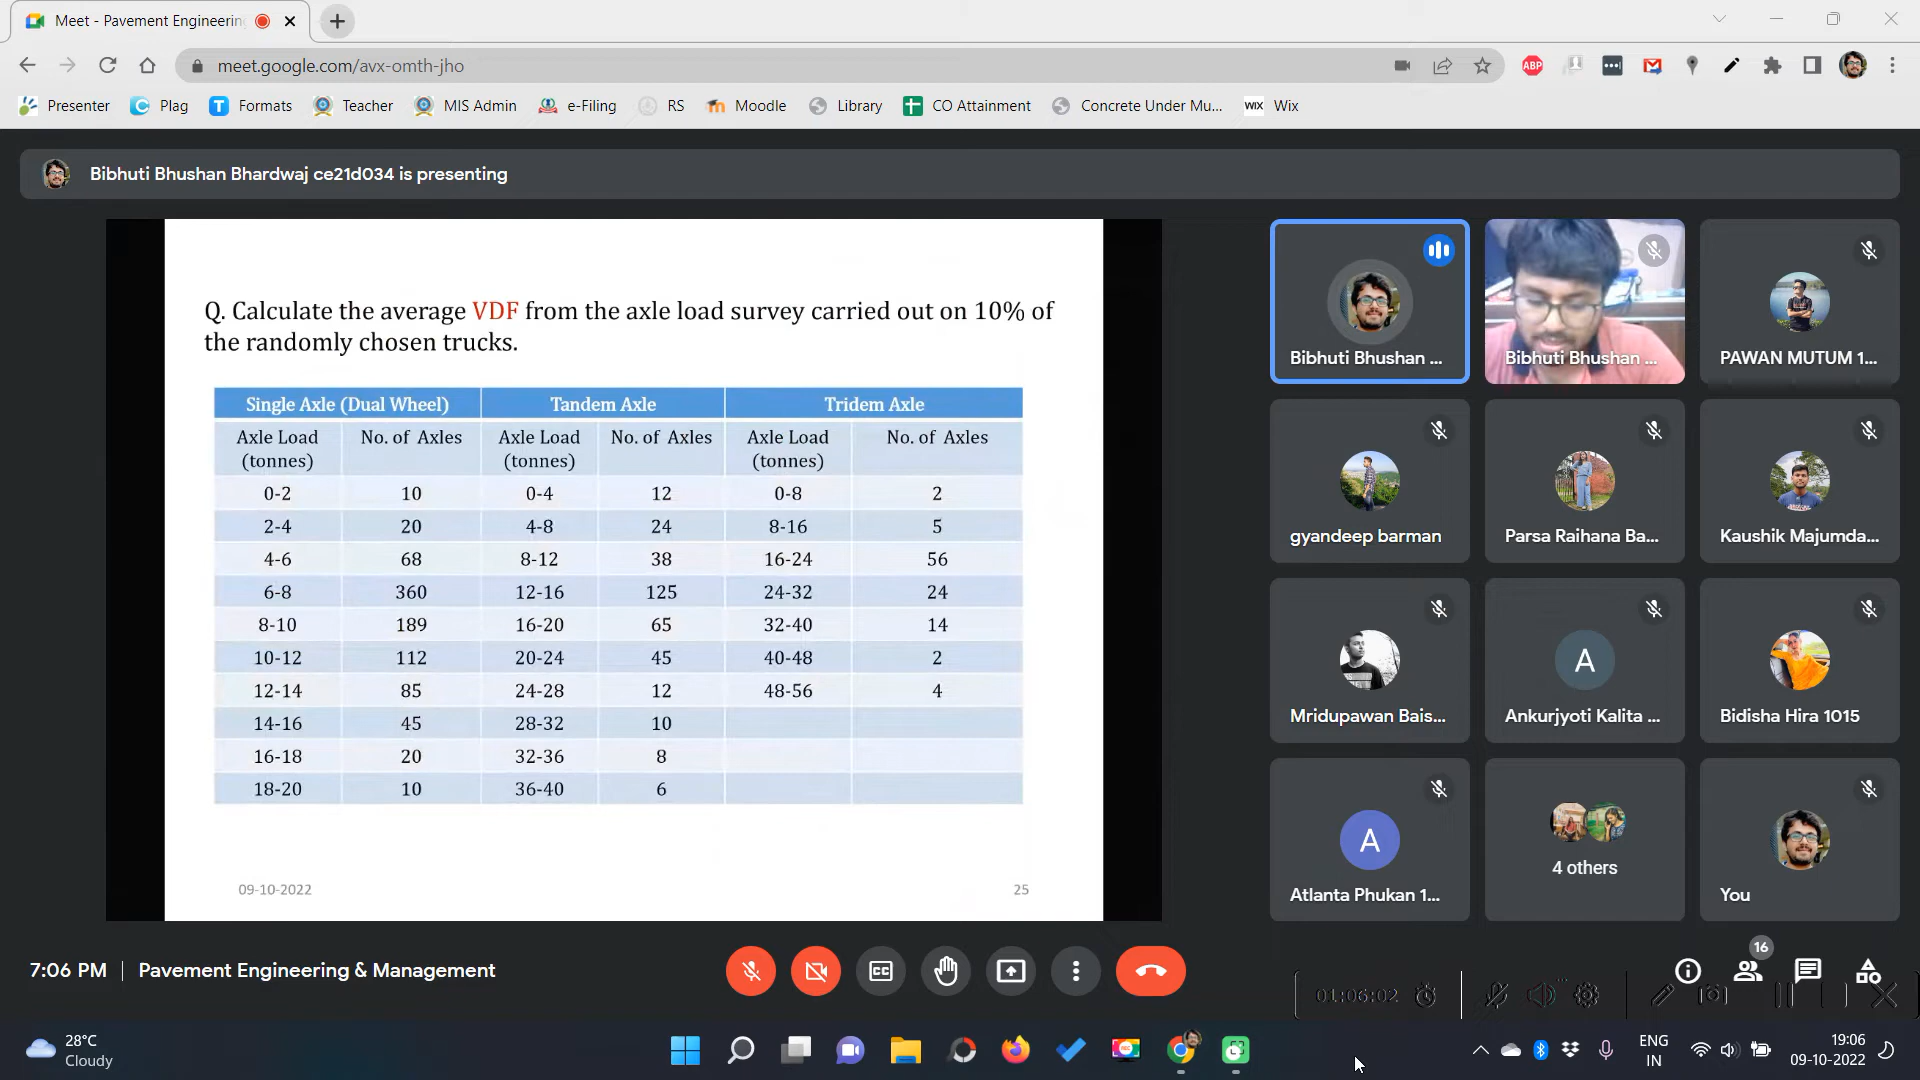 Meet - Pavement Engineerin
meet.google.com/avx-omth-jho
ABP
Presenter Plag Formats Teacher MIS Admin e-Filing RS Moodle Library CO Attainment Concrete Under Mu... WIX Wix
Bibhuti Bhushan Bhardwaj ce21d034 is presenting
Q. Calculate the average VDF from the axle load survey carried out on 10% of
the randomly chosen trucks.
Single Axle (Dual Wheel) Tandem Axle Tridem Axle
Axle Load (tonnes) No. of Axles Axle Load (tonnes) No. of Axles Axle Load (tonnes) No. of Axles
0-2 10 0-4 12 0-8 2
2-4 20 4-8 24 8-16 5
4-6 68 8-12 38 16-24 56
6-8 360 12-16 125 24-32 24
8-10 189 16-20 65 32-40 14
10-12 112 20-24 45 40-48 2
12-14 85 24-28 12 48-56 4
14-16 45 28-32 10
16-18 20 32-36 8
18-20 10 36-40 6
09-10-2022 25
Bibhuti Bhushan ... Bibhuti Bhushan ... PAWAN MUTUM 1...
gyandeep barman Parsa Raihana Ba... Kaushik Majumda...
A
Mridupawan Bais... Ankurjyoti Kalita ... Bidisha Hira 1015
A
4 others
Atlanta Phukan 1... You
7:06 PM Pavement Engineering & Management
CC
16
01:06:02
28°C
Cloudy
ENG
IN
19:06
09-10-2022